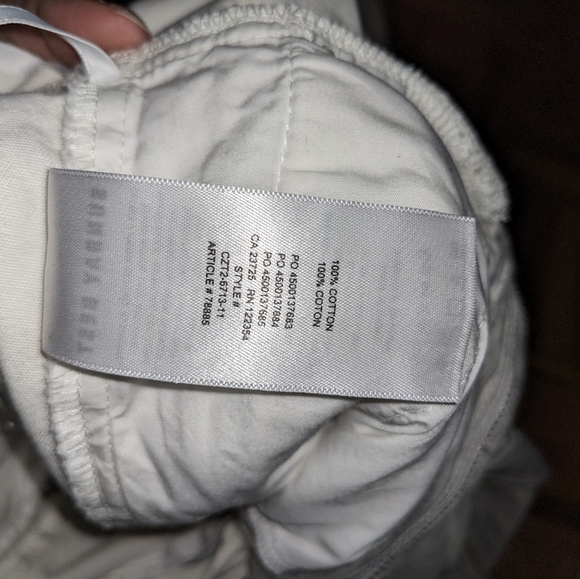 100% COTTON
100% COTON
PO 4500137683
PO 4500137684
PO 4500137685
CA 23725 RN 122354
STYLE #
CZT2-6713-11
ARTICLE # 78885